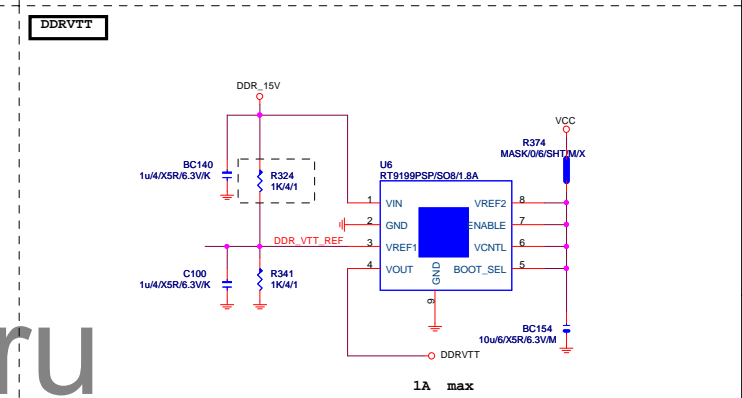 DDRVTT
DDR_15V
VCC
R374
MASK/0/6/SHT/M/X
BC140
1u/4/X5R/6.3V/K
R324
1K/4/1
U6
RT9199PSP/SO8/1.8A
1 VIN
VREF2 8
2 GND
ENABLE 7
DDR_VTT_REF
3 VREF1
VCNTL 6
4 VOUT
BOOT_SEL 5
GND
9
C100
1u/4/X5R/6.3V/K
R341
1K/4/1
BC154
10u/6/X5R/6.3V/M
DDRVTT
1A max
ru